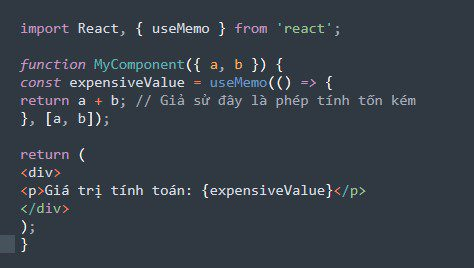 import React, { useMemo } from 'react';
function MyComponent({ a, b }) {
const expensiveValue = useMemo(() => {
return a + b; // Giả sử đây là phép tính tốn kém
}, [a, b]);
return (
<div>
<p>Giá trị tính toán: {expensiveValue}</p>
</div>
);
}